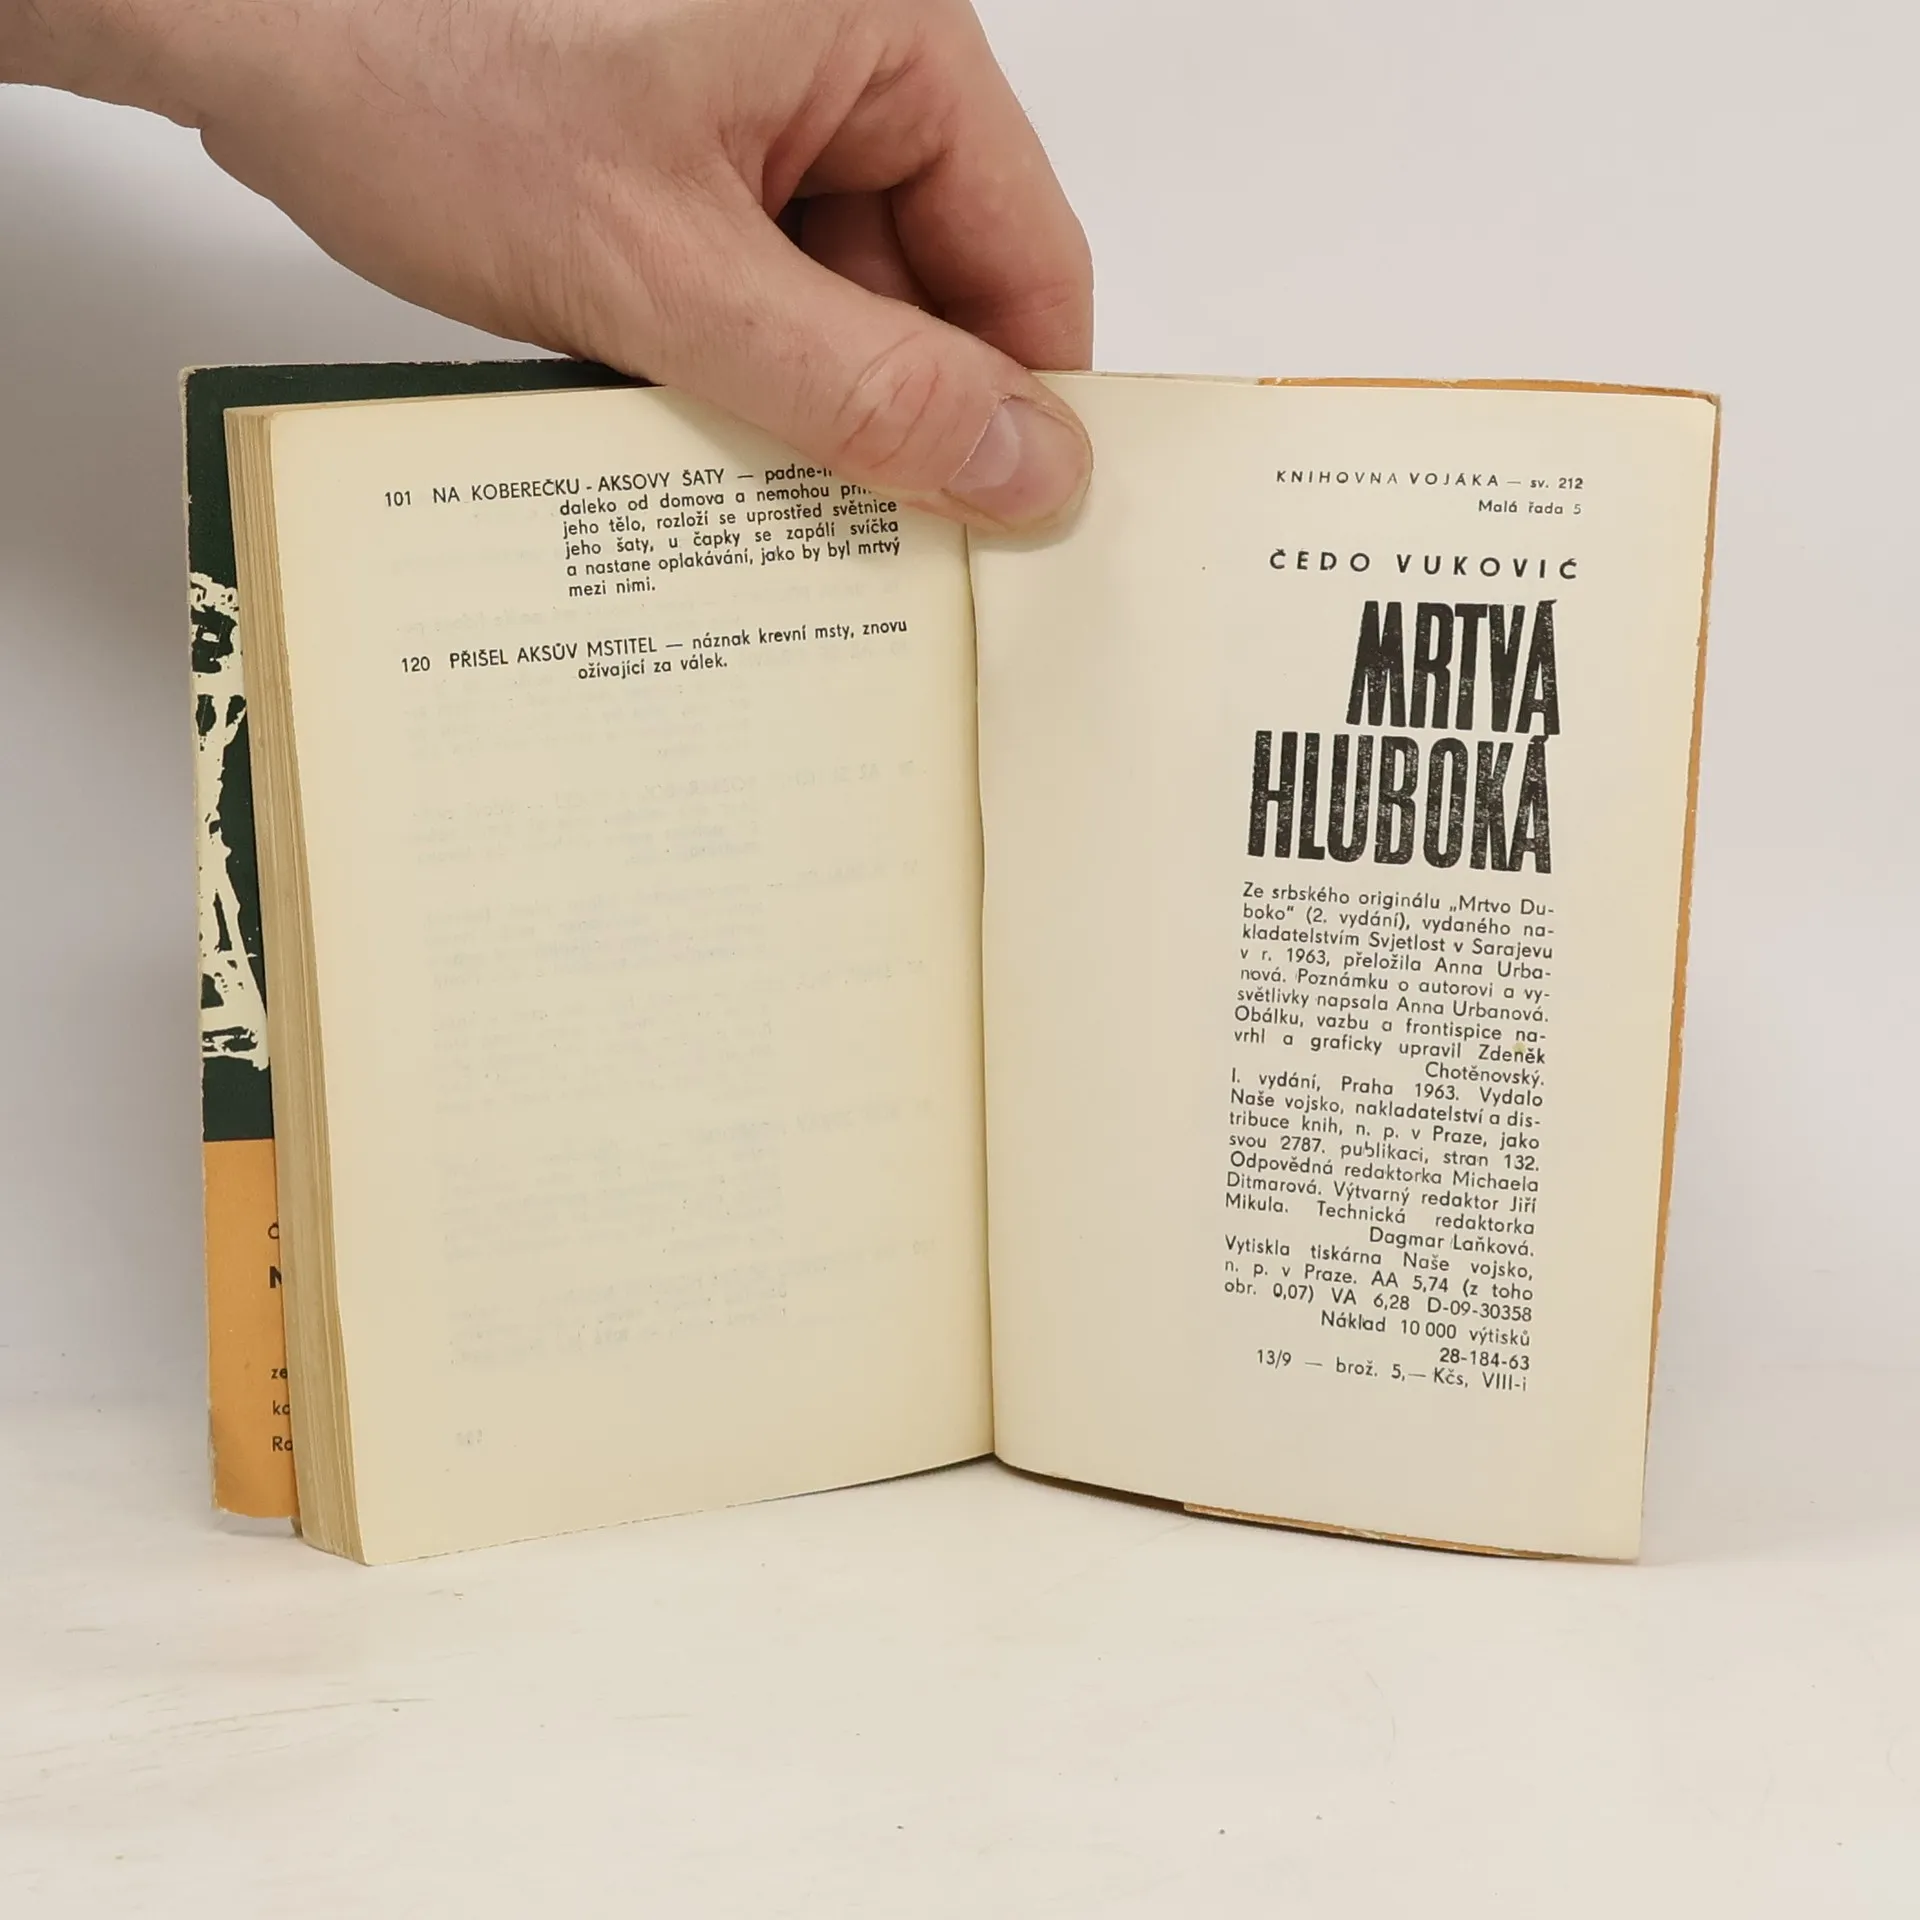 101 NA KOBEREČKU - AKSOVY ŠATY — padne-li
daleko od domova a nemohou
jeho tělo, rozloží se uprostřed světnice
jeho šaty, u čapky se zapálí svíčka
a nastane oplakávání, jako by byl mrtvý
mezi nimi.
120 PŘIŠEL AKSŮV MSTITEL — náznak krevní msty, znovu
ožívající za válek.
KNIHOVNA VOJÁKA — sv. 212
Malá řada 5
ČEDO VUKOVIĆ
MRTVÁ
HLUBOKÁ
Ze srbského originálu „Mrtvo Du-
boko“ (2. vydání), vydaného na-
kladatelstvím Svjetlost v Sarajevu
v r. 1963, přeložila Anna Urba-
nová. Poznámku o autorovi a vy-
světlivky napsala Anna Urbanová.
Obálku, vazbu a frontispice na-
vrhl a graficky upravil Zdeněk
Chotěnovský.
I. vydání, Praha 1963. Vydalo
Naše vojsko, nakladatelství a dis-
tribuce knih, n. p. v Praze, jako
svou 2787. publikaci, stran 132.
Odpovědná redaktorka Michaela
Ditmarová. Výtvarný redaktor Jiří
Mikula. Technická redaktorka
Dagmar Laňková.
Vytiskla tiskárna Naše vojsko,
n. p. v Praze. AA 5,74 (z toho
obr. 0,07) VA 6,28 D-09-30358
Náklad 10 000 výtisků
28-184-63
13/9 — brož. 5,— Kčs, VIII-i